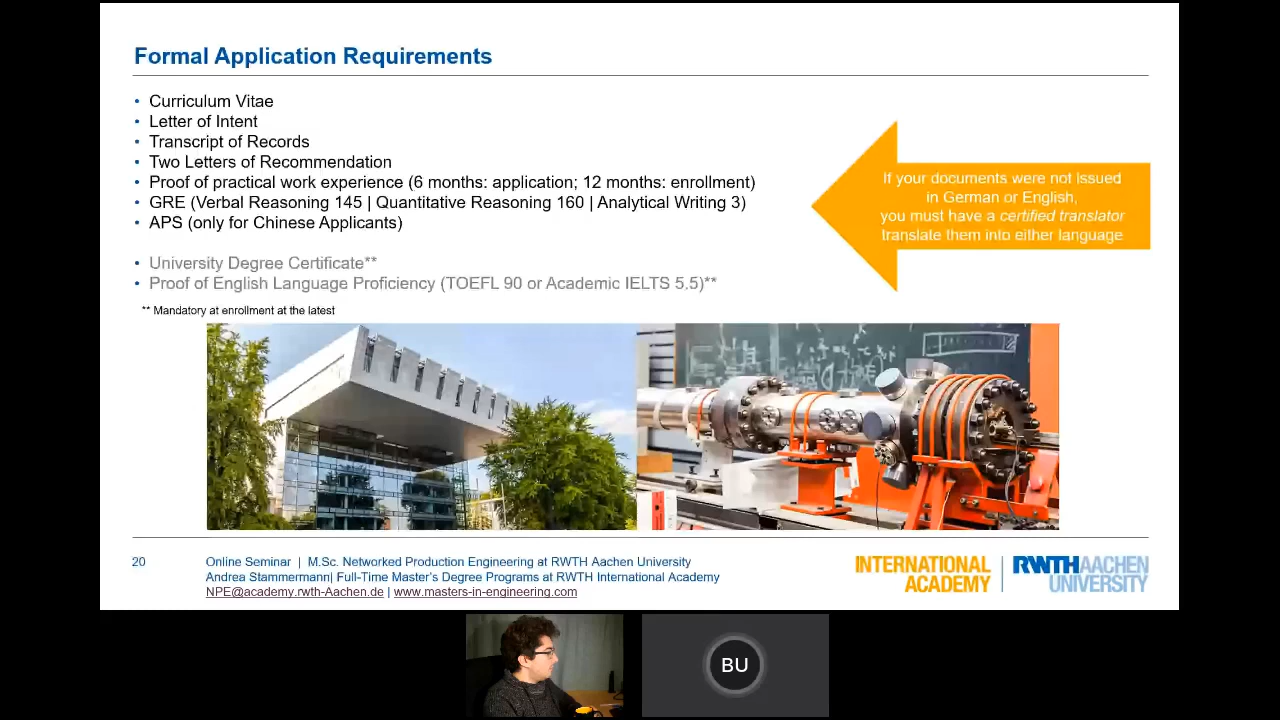 Formal Application Requirements
• Curriculum Vitae
• Letter of Intent
• Transcript of Records
• Two Letters of Recommendation
• Proof of practical work experience (6 months: application; 12 months: enrollment)
• GRE (Verbal Reasoning 145 | Quantitative Reasoning 160 | Analytical Writing 3)
• APS (only for Chinese Applicants)
• University Degree Certificate**
• Proof of English Language Proficiency (TOEFL 90 or Academic IELTS 5,5)**
** Mandatory at enrollment at the latest
If your documents were not issued
in German or English,
you must have a certified translator
translate them into either language
20
Online Seminar | M.Sc. Networked Production Engineering at RWTH Aachen University
Andrea Stammermann| Full-Time Master's Degree Programs at RWTH International Academy
NPE@academy.rwth-Aachen.de | www.masters-in-engineering.com
INTERNATIONAL
ACADEMY
RWTHAACHEN
UNIVERSITY
BU